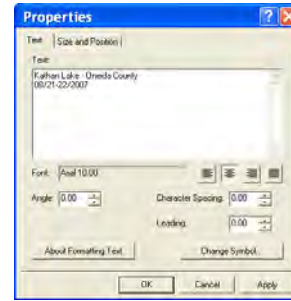 Properties
Text Size and Position
Text:
Kathan Lake - Oneida County
08/21-22/2007
Font: Arial 10.00
Angle: 0.00 Character Spacing: 0.00
Leading: 0.00
About Formatting Text Change Symbol...
OK Cancel Apply